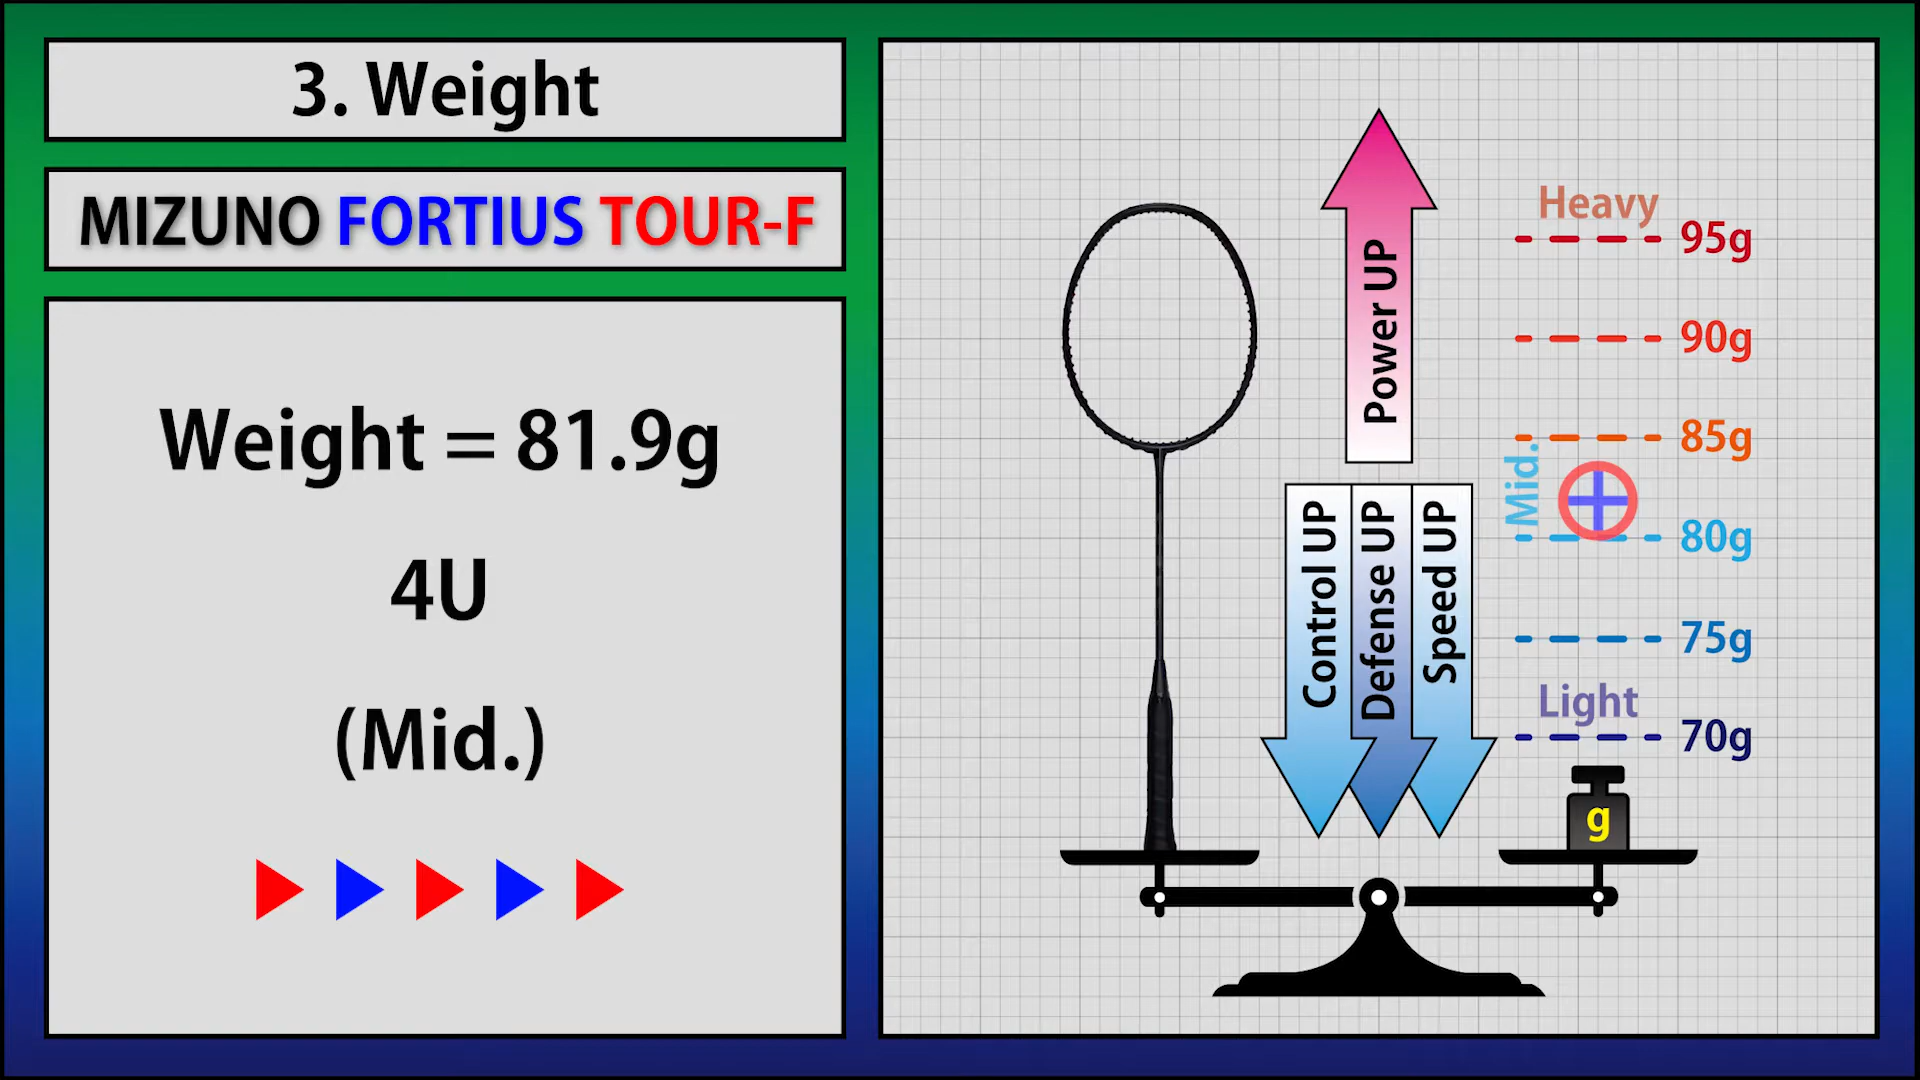 3. Weight
MIZUNO FORTIUS TOUR-F
Weight = 81.9g
4U
(Mid.)
Power UP
Control UP
Defense UP
Speed UP
Heavy
95g
90g
85g
Mid.
80g
75g
Light
70g
g